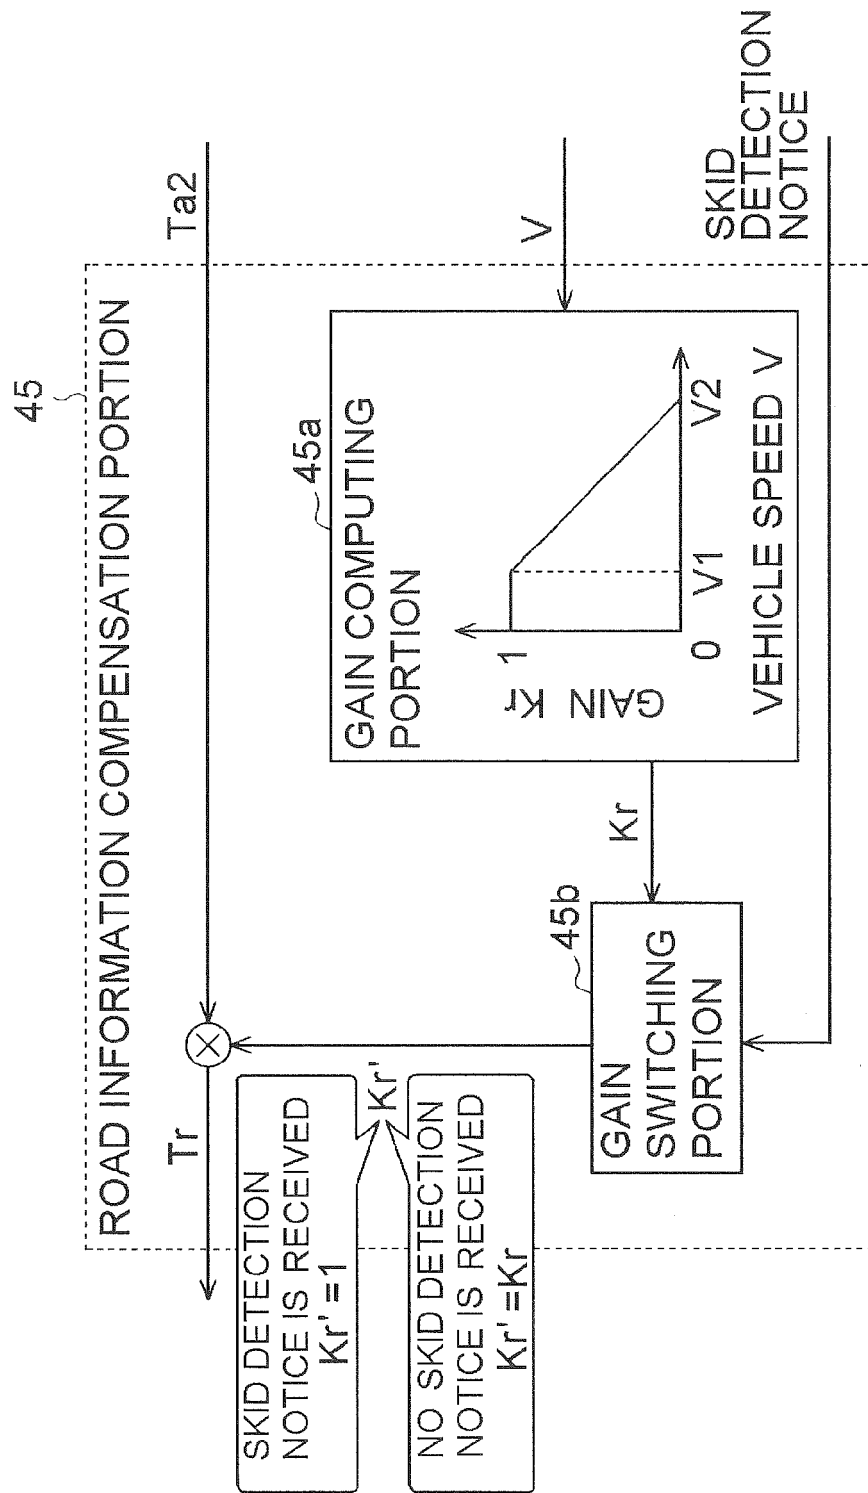 45
ROAD INFORMATION COMPENSATION PORTION
Tr
Ta2
SKID DETECTION
NOTICE IS RECEIVED
Kr'=1
Kr'
NO SKID DETECTION
NOTICE IS RECEIVED
Kr'=Kr
45a
GAIN COMPUTING
PORTION
GAIN Kr
1
0
V1
V2
VEHICLE SPEED V
V
Kr
45b
GAIN
SWITCHING
PORTION
SKID
DETECTION
NOTICE